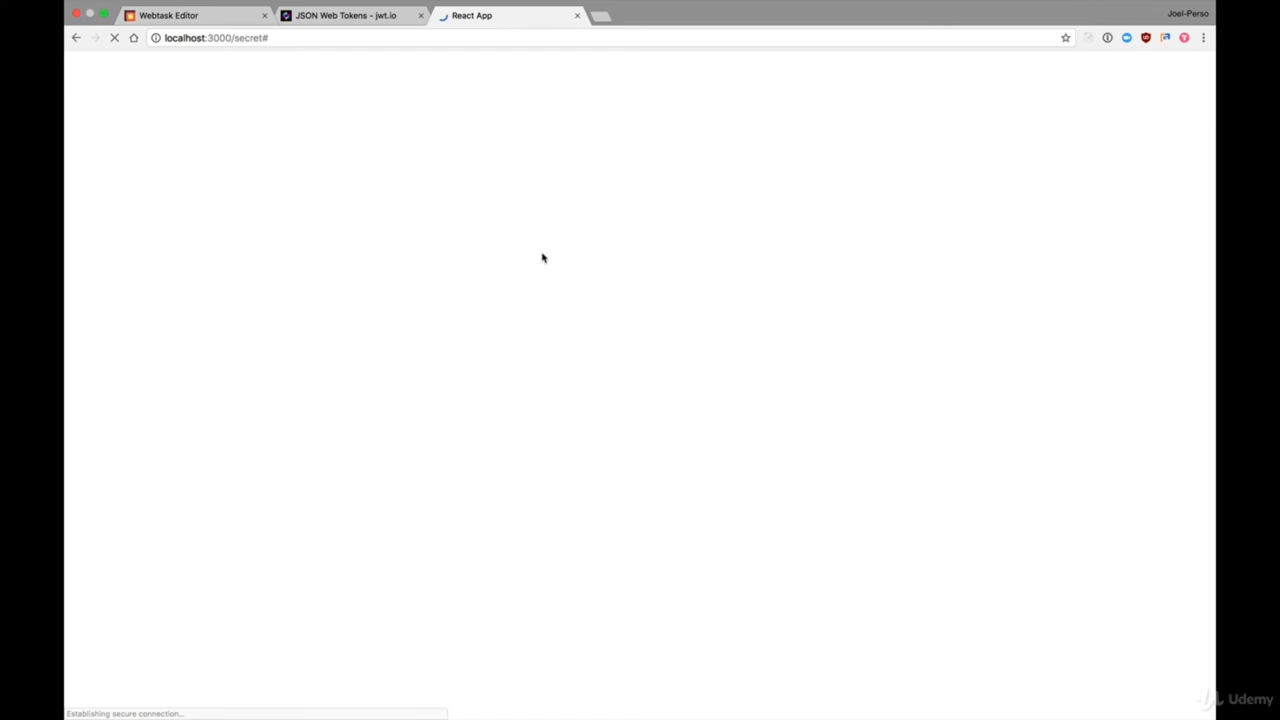 Webtask Editor
JSON Web Tokens - jwt.io
React App
Joel-Perso
localhost:3000/secret#
Establishing secure connection...
Udemy